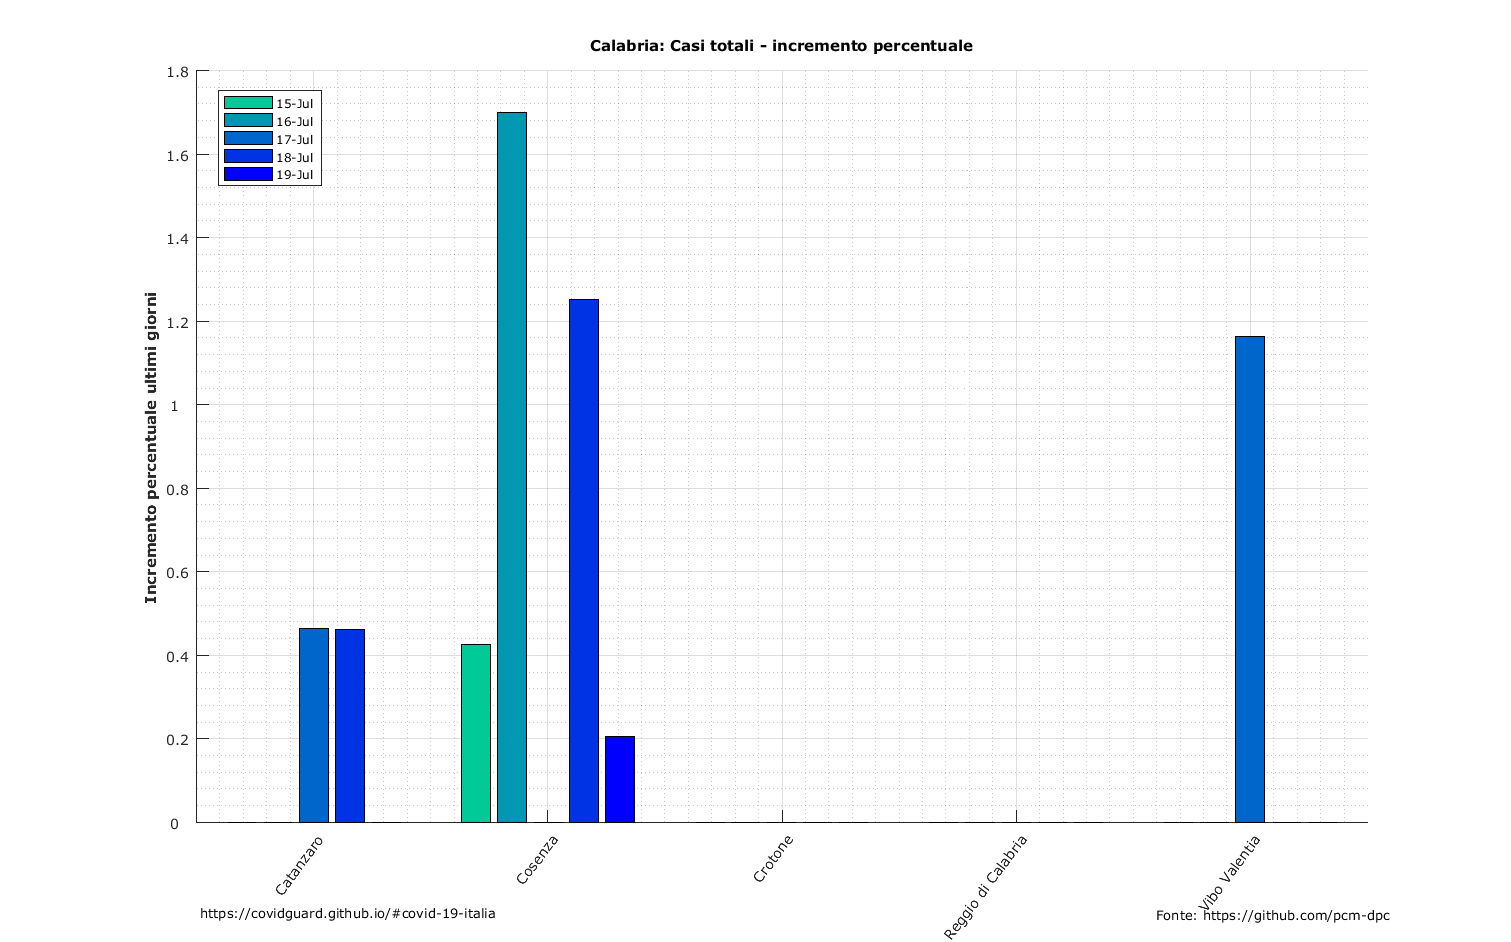 Calabria: Casi totali - incremento percentuale
1.8
1.6
1.4
1.2
1
0.8
0.6
0.4
0.2
0
Incremento percentuale ultimi giorni
15-Jul
16-Jul
17-Jul
18-Jul
19-Jul
Catanzaro
Cosenza
Crotone
Reggio di Calabria
Vibo Valentia
https://covidguard.github.io/#covid-19-italia
Fonte: https://github.com/pcm-dpc